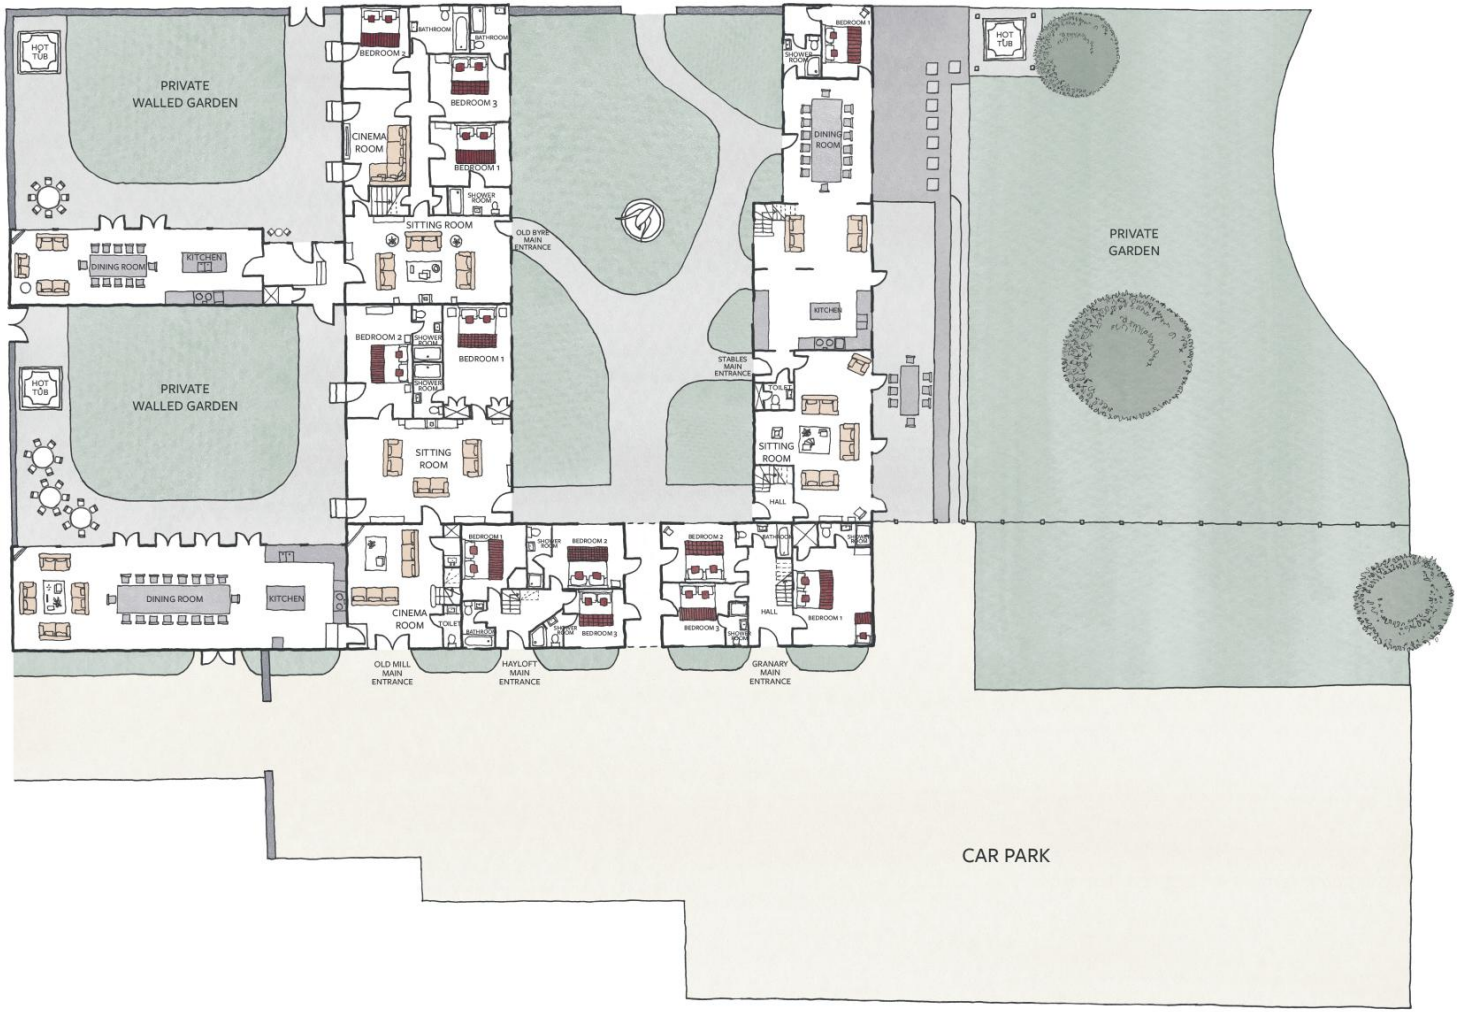 HOT
TUB
PRIVATE
WALLED GARDEN
BEDROOM 2
BATHROOM
BATHROOM
BEDROOM 3
CINEMA
ROOM
BEDROOM 1
SHOWER
ROOM
SITTING ROOM
OLD BYRE
MAIN
ENTRANCE
DINING ROOM
KITCHEN
BEDROOM 1
SHOWER
ROOM
DINING
ROOM
KITCHEN
HOT
TUB
PRIVATE
GARDEN
HOT
TUB
PRIVATE
WALLED GARDEN
BEDROOM 2
SHOWER
ROOM
BEDROOM 1
SHOWER
ROOM
SITTING
ROOM
STABLES
MAIN
ENTRANCE
TOILET
SITTING
ROOM
HALL
DINING ROOM
KITCHEN
CINEMA
ROOM
TOILET
BEDROOM 1
SHOWER
ROOM
BEDROOM 2
BATHROOM
SHOWER
ROOM
BEDROOM 3
BEDROOM 2
BATHROOM
SHOWER
ROOM
BEDROOM 3
SHOWER
ROOM
HALL
BEDROOM 1
OLD MILL
MAIN
ENTRANCE
HAYLOFT
MAIN
ENTRANCE
GRANARY
MAIN
ENTRANCE
CAR PARK